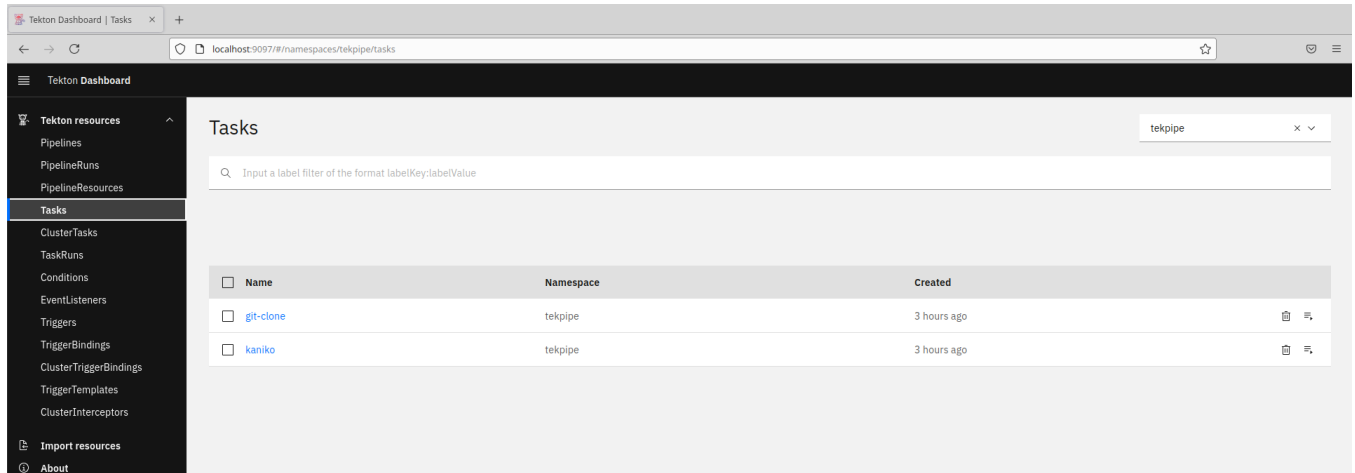 Tekton Dashboard | Tasks
localhost:9097/#/namespaces/tekpipe/tasks
Tekton Dashboard
Tekton resources
Pipelines
PipelineRuns
PipelineResources
Tasks
ClusterTasks
TaskRuns
Conditions
EventListeners
Triggers
TriggerBindings
ClusterTriggerBindings
TriggerTemplates
ClusterInterceptors
Import resources
About
Tasks
tekpipe
Input a label filter of the format labelKey:labelValue
Name Namespace Created
git-clone tekpipe 3 hours ago
kaniko tekpipe 3 hours ago